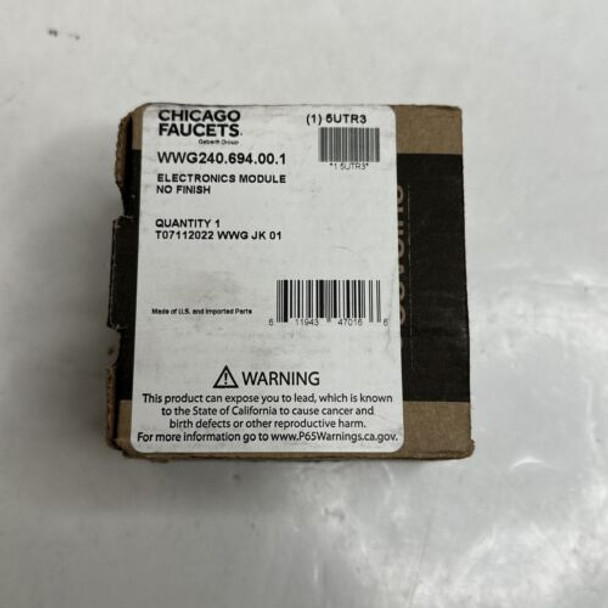 CHICAGO
FAUCETS.
Geberit Group
(1) 5UTR3
*1 5UTR3*
WWG240.694.00.1
ELECTRONICS MODULE
NO FINISH
QUANTITY 1
T07112022 WWG JK 01
Made of U.S. and Imported Parts
6 11943 47016 6
WARNING
This product can expose you to lead, which is known
to the State of California to cause cancer and
birth defects or other reproductive harm.
For more information go to www.P65Warnings.ca.gov.